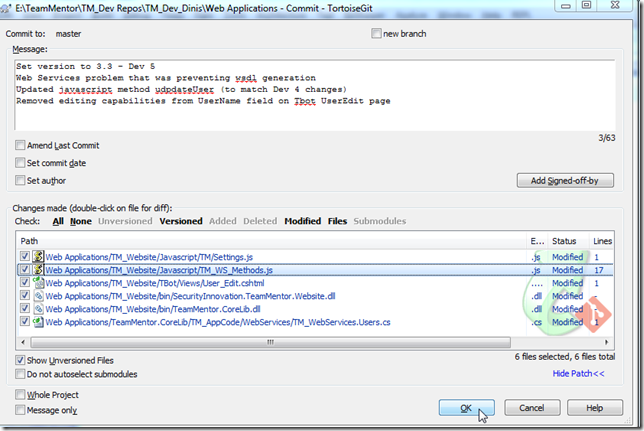 E:\TeamMentor\TM_Dev Repos\TM_Dev_Dinis\Web Applications - Commit - TortoiseGit
Commit to: master new branch
Message:
Set version to 3.3 - Dev 5
Web Services problem that was preventing wsdl generation
Updated javascript method udpdateUser (to match Dev 4 changes)
Removed editing capabilities from UserName field on Tbot UserEdit page
3/63
Amend Last Commit
Set commit date
Set author Add Signed-off-by
Changes made (double-click on file for diff):
Check: All None Unversioned Versioned Added Deleted Modified Files Submodules
Path E... Status Lines
Web Applications/TM_Website/Javascript/TM/Settings.js .js Modified 1
Web Applications/TM_Website/Javascript/TM_WS_Methods.js .js Modified 17
Web Applications/TM_Website/TBot/Views/User_Edit.cshtml .... Modified
Web Applications/TM_Website/bin/SecurityInnovation.TeamMentor.Website.dll .dll Modified
Web Applications/TM_Website/bin/TeamMentor.CoreLib.dll .dll Modified
Web Applications/TeamMentor.CoreLib/TM_AppCode/WebServices/TM_WebServices.Users.cs .cs Modified
Show Unversioned Files 6 files selected, 6 files total
Do not autoselect submodules Hide Patch<<
Whole Project
Message only
OK Cancel Help